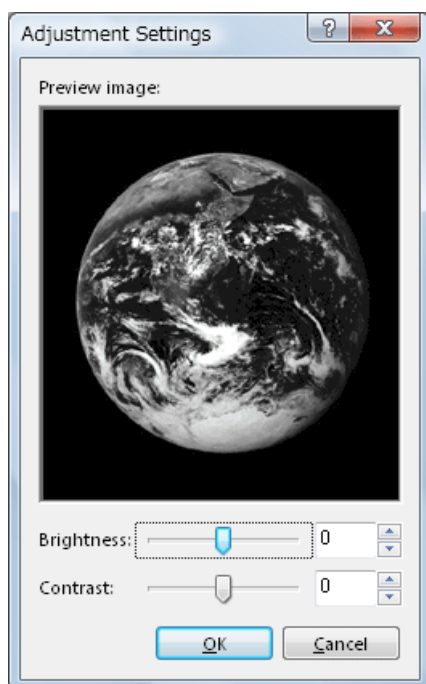 Adjustment Settings
Preview image:
Brightness: 0
Contrast: 0
OK Cancel